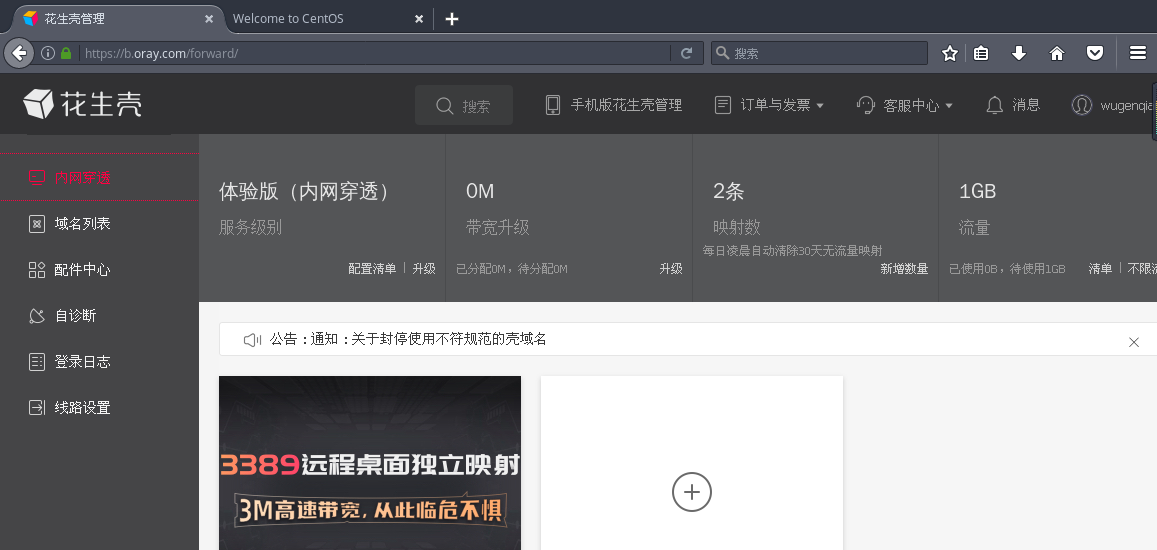 花生壳管理
Welcome to CentOS
https://b.oray.com/forward/
搜索
花生壳
搜索
手机版花生壳管理
订单与发票
客服中心
消息
wugenqia
内网穿透
域名列表
配件中心
自诊断
登录日志
线路设置
体验版（内网穿透）
服务级别
配置清单 | 升级
0M
带宽升级
已分配0M，待分配0M
升级
2条
映射数
每日凌晨自动清除30天无流量映射
新增数量
1GB
流量
已使用0B，待使用1GB
清单 | 不限流
公告：通知：关于封停使用不符规范的壳域名
3389远程桌面独立映射
3M高速带宽，从此临危不惧